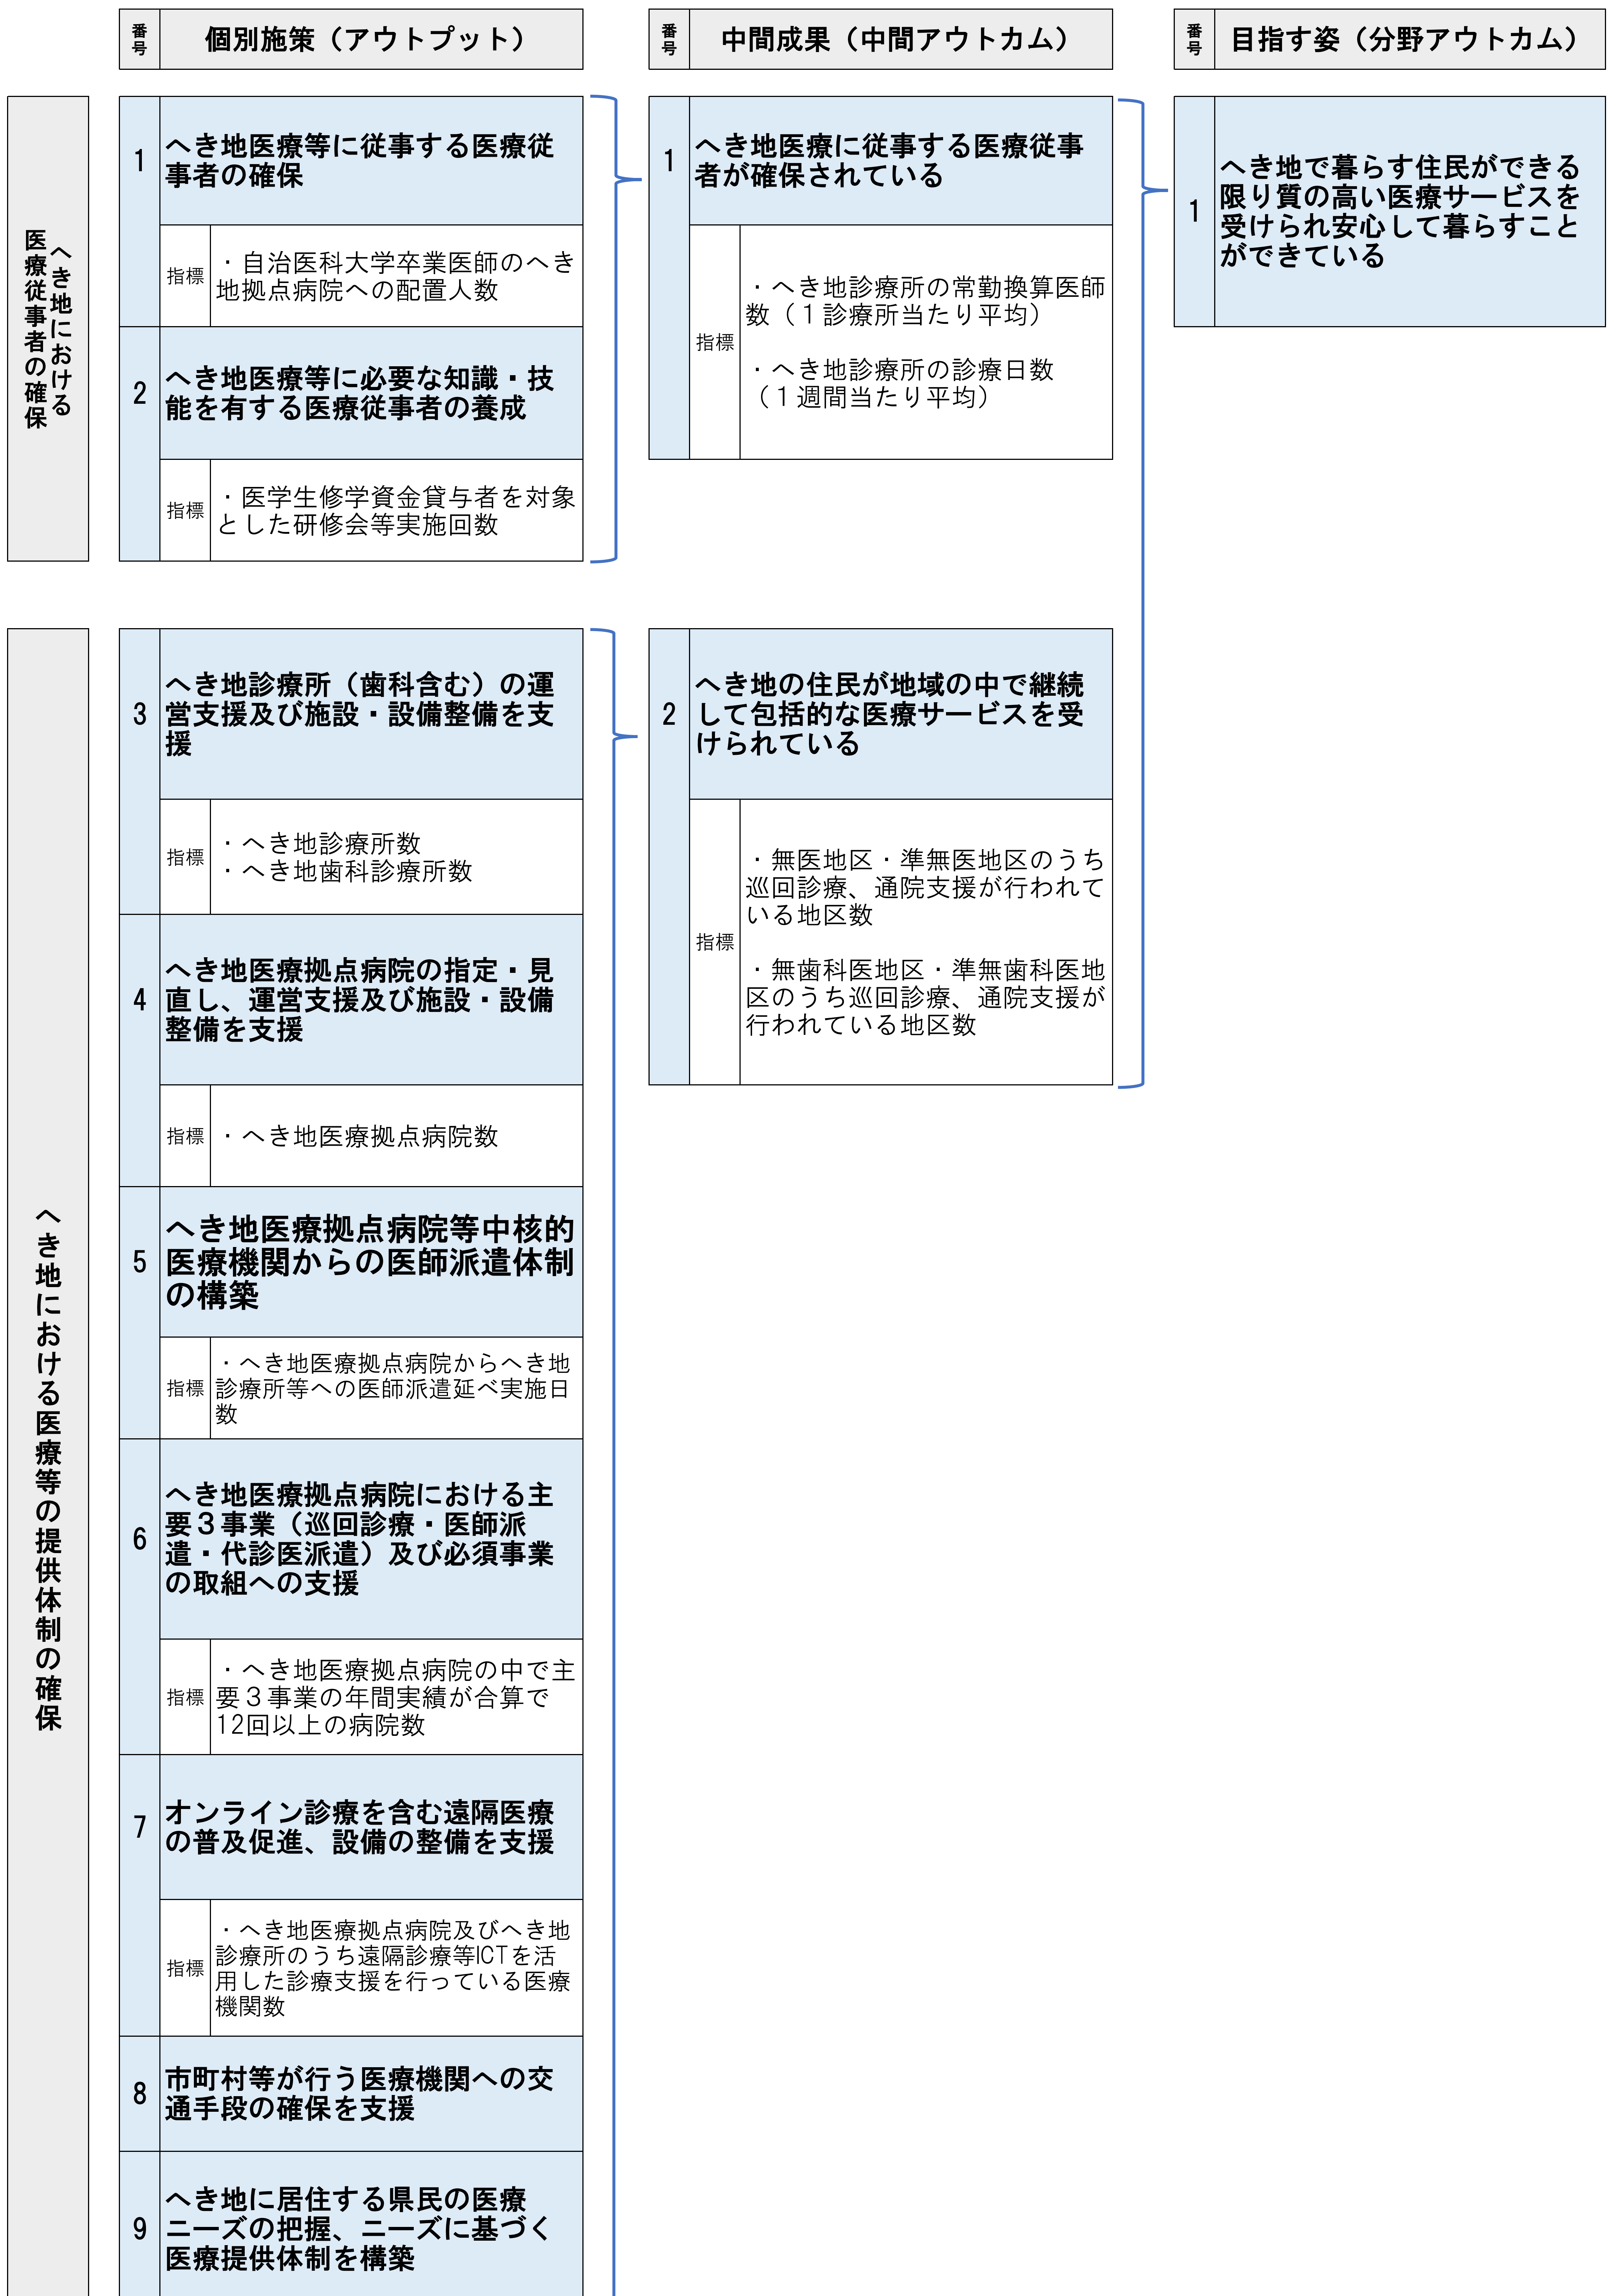 番号
個別施策（アウトプット）
番号
中間成果（中間アウトカム）
番号
目指す姿（分野アウトカム）
へき地における
医療従事者の確保
1
へき地医療等に従事する医療従
事者の確保
指標
・自治医科大学卒業医師のへき
地拠点病院への配置人数
2
へき地医療等に必要な知識・技
能を有する医療従事者の養成
指標
・医学生修学資金貸与者を対象
とした研修会等実施回数
1
へき地医療に従事する医療従事
者が確保されている
指標
・へき地診療所の常勤換算医師
数（１診療所当たり平均）
・へき地診療所の診療日数
（１週間当たり平均）
1
へき地で暮らす住民ができる
限り質の高い医療サービスを
受けられ安心して暮らすこと
ができている
へき地における医療等の提供体制の確保
3
へき地診療所（歯科含む）の運
営支援及び施設・設備整備を支
援
指標
・へき地診療所数
・へき地歯科診療所数
4
へき地医療拠点病院の指定・見
直し、運営支援及び施設・設備
整備を支援
指標
・へき地医療拠点病院数
5
へき地医療拠点病院等中核的
医療機関からの医師派遣体制
の構築
指標
・へき地医療拠点病院からへき地
診療所等への医師派遣延べ実施日
数
6
へき地医療拠点病院における主
要３事業（巡回診療・医師派
遣・代診医派遣）及び必須事業
の取組への支援
指標
・へき地医療拠点病院の中で主
要３事業の年間実績が合算で
12回以上の病院数
7
オンライン診療を含む遠隔医療
の普及促進、設備の整備を支援
指標
・へき地医療拠点病院及びへき地
診療所のうち遠隔診療等ICTを活
用した診療支援を行っている医療
機関数
8
市町村等が行う医療機関への交
通手段の確保を支援
9
へき地に居住する県民の医療
ニーズの把握、ニーズに基づく
医療提供体制を構築
2
へき地の住民が地域の中で継続
して包括的な医療サービスを受
けられている
指標
・無医地区・準無医地区のうち
巡回診療、通院支援が行われて
いる地区数
・無歯科医地区・準無歯科医地
区のうち巡回診療、通院支援が
行われている地区数